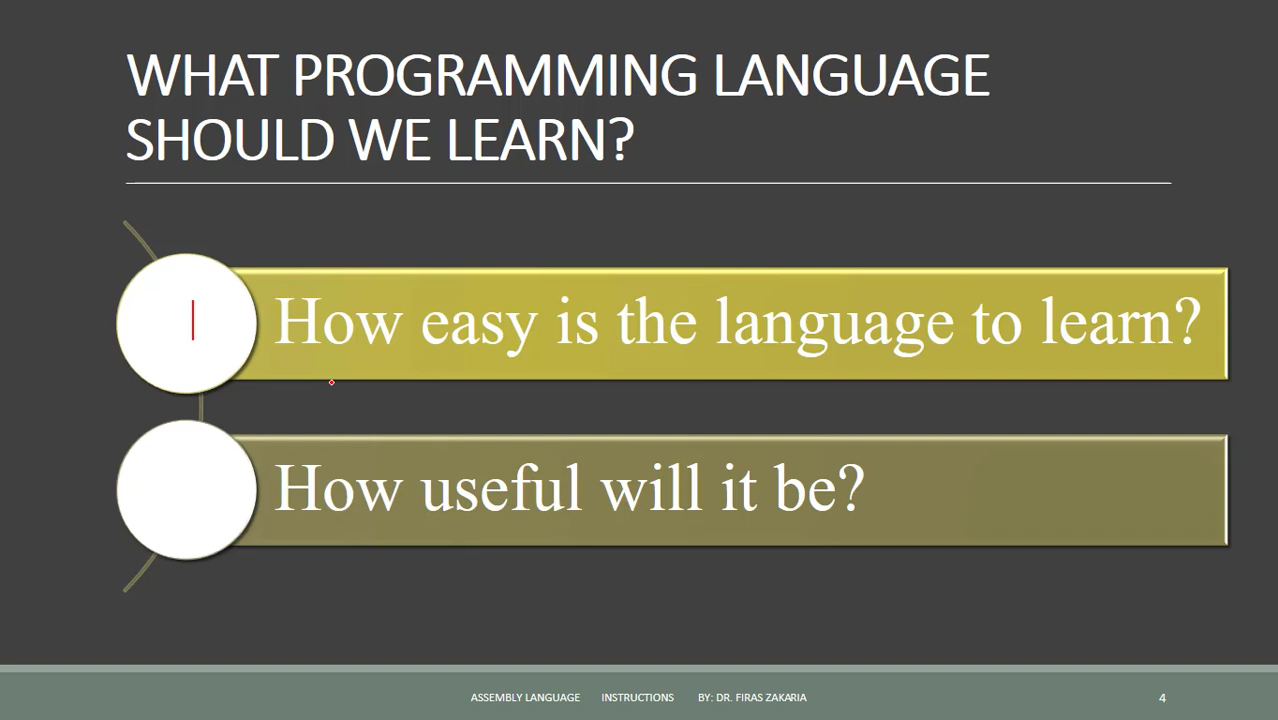 WHAT PROGRAMMING LANGUAGE
SHOULD WE LEARN?
How easy is the language to learn?
How useful will it be?
ASSEMBLY LANGUAGE INSTRUCTIONS BY: DR. FIRAS ZAKARIA 4